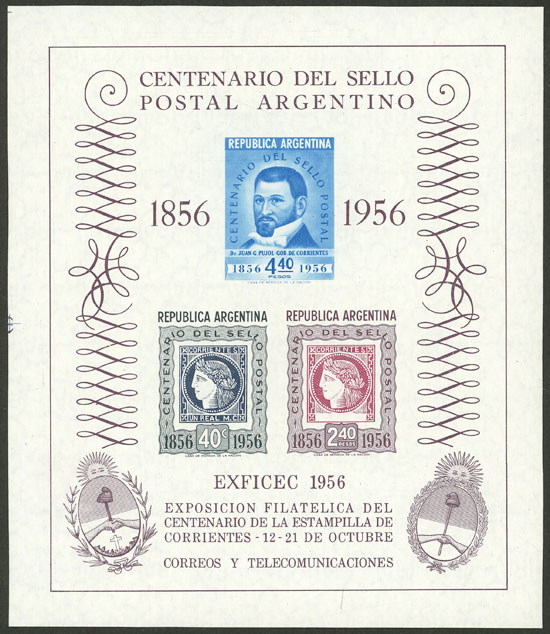 CENTENARIO DEL SELLO
POSTAL ARGENTINO
1856
1956
REPUBLICA ARGENTINA
CENTENARIO DEL SELLO POSTAL
Dr JUAN G. PUJOL·GOB. DE CORRIENTES
1856 4 40 1956
PESOS
CASA DE MONEDA DE LA NACION
REPUBLICA ARGENTINA
CENTENARIO DEL SELLO POSTAL
CORRIENTES
UN REAL M.C.
1856 40c 1956
CASA DE MONEDA DE LA NACION
REPUBLICA ARGENTINA
CENTENARIO DEL SELLO POSTAL
CORRIENTES
1856 2 40 1956
PESOS
CASA DE MONEDA DE LA NACION
EXFICEC 1956
EXPOSICION FILATELICA DEL
CENTENARIO DE LA ESTAMPILLA DE
CORRIENTES - 12 - 21 DE OCTUBRE
CORREOS Y TELECOMUNICACIONES